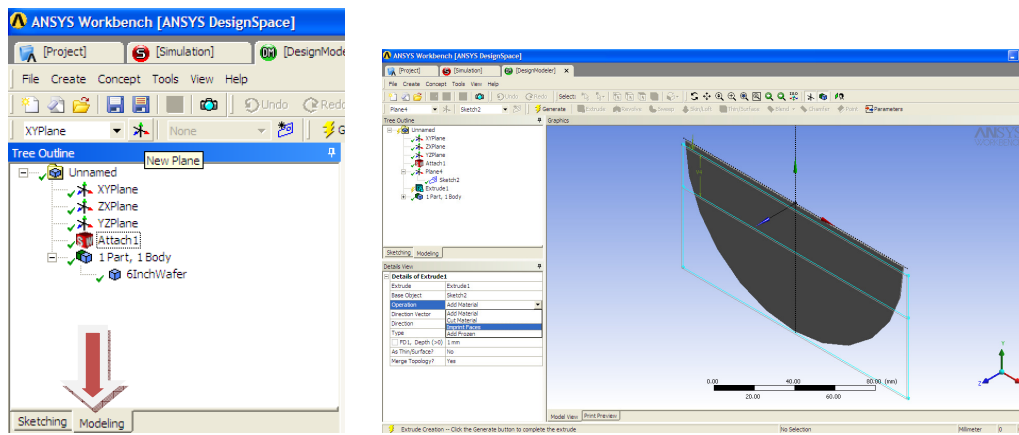 ANSYS Workbench [ANSYS DesignSpace]
[Project] [Simulation] [DesignMode
File Create Concept Tools View Help
Undo Redo
XYPlane None G
New Plane
Tree Outline
Unnamed
XYPlane
ZXPlane
YZPlane
Attach1
1 Part, 1 Body
6InchWafer
Sketching Modeling
ANSYS Workbench [ANSYS DesignSpace]
[Project] [Simulation] [DesignModeler]
File Create Concept Tools View Help
Undo Redo Select:
Plane4 Sketch2 Generate Extrude Revolve Sweep Skin/Loft Thin/Surface Blend Chamfer Point Parameters
Tree Outline
Unnamed
XYPlane
ZXPlane
YZPlane
Attach1
Plane4
Sketch2
Extrude1
1 Part, 1 Body
Sketching Modeling
Details View
Details of Extrude1
Extrude Extrude1
Base Object Sketch2
Operation Add Material
Direction Vector Add Material
Cut Material
Direction Imprint Faces
Type Add Frozen
FD1, Depth (>0) 1 mm
As Thin/Surface? No
Merge Topology? Yes
Graphics
ANSYS
0.00 40.00 80.00 (mm)
20.00 60.00
Y
Z X
Model View Print Preview
Extrude Creation -- Click the Generate button to complete the extrude No Selection Millimeter 0